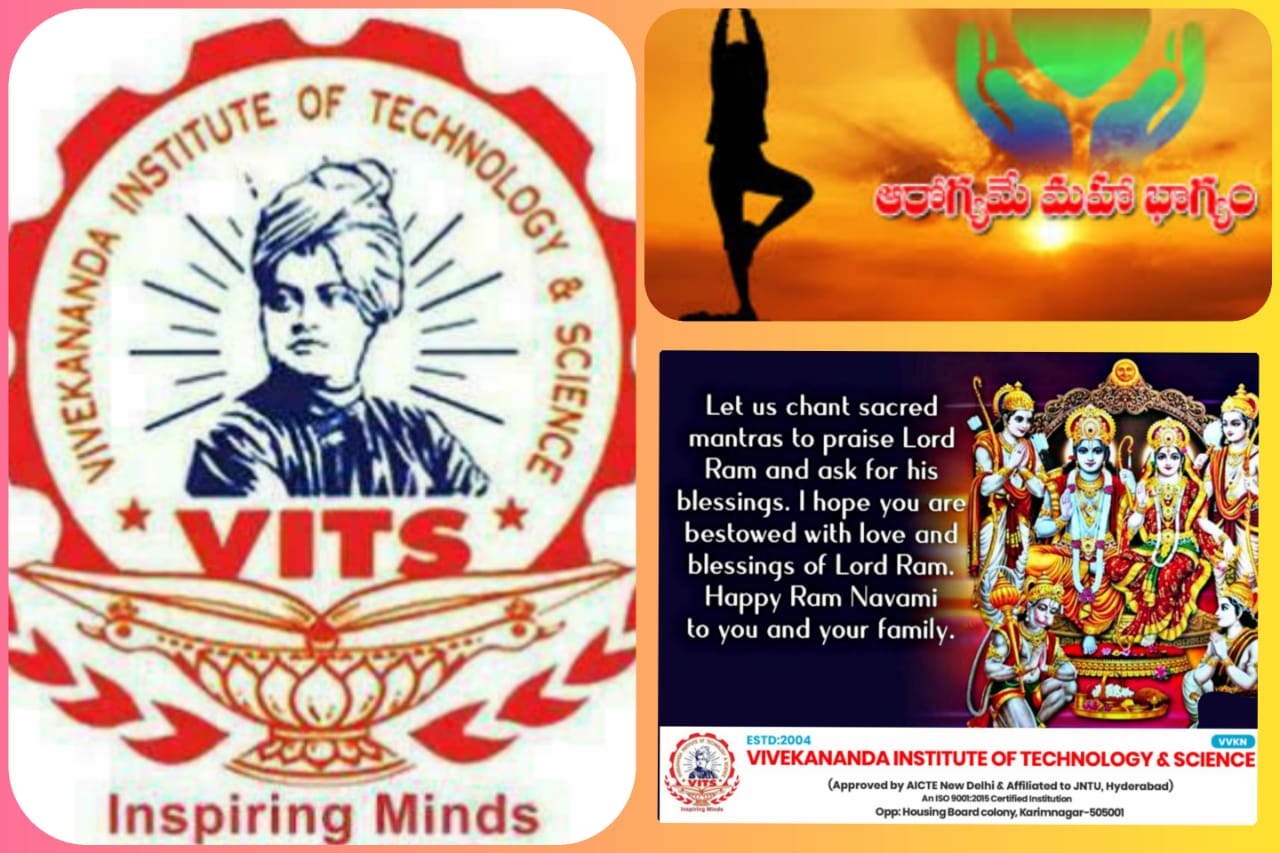 VIVEKANANDA INSTITUTE OF TECHNOLOGY & SCIENCE
VITS
Inspiring Minds
ఆరోగ్యమే మహా భాగ్యం
Let us chant sacred
mantras to praise Lord
Ram and ask for his
blessings. I hope you are
bestowed with love and
blessings of Lord Ram.
Happy Ram Navami
to you and your family.
ESTD:2004
VVKN
VIVEKANANDA INSTITUTE OF TECHNOLOGY & SCIENCE
(Approved by AICTE New Delhi & Affiliated to JNTU, Hyderabad)
An ISO 9001:2015 Certified Institution
Opp: Housing Board colony, Karimnagar-505001
VITS
Inspiring Minds